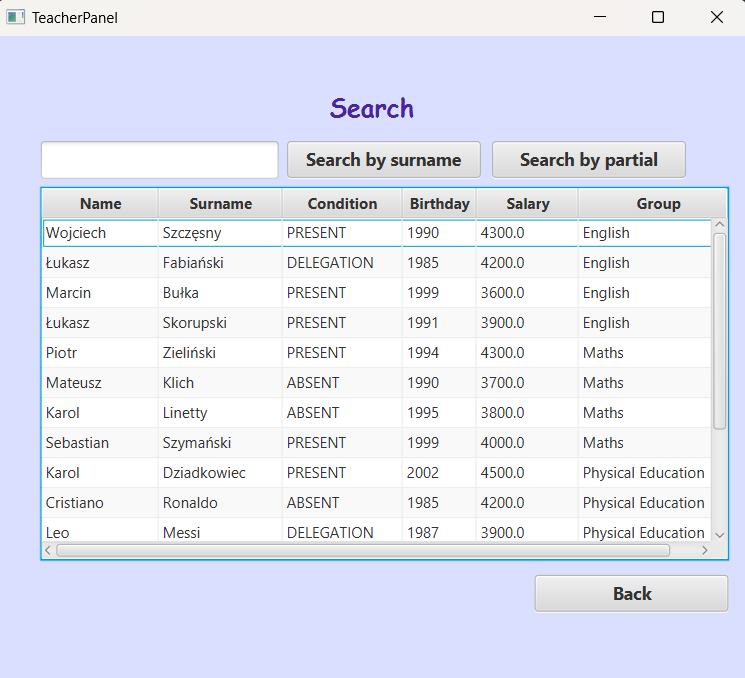 TeacherPanel
Search
Search by surname Search by partial
Name Surname Condition Birthday Salary Group
Wojciech Szczęsny PRESENT 1990 4300.0 English
Łukasz Fabiański DELEGATION 1985 4200.0 English
Marcin Bułka PRESENT 1999 3600.0 English
Łukasz Skorupski PRESENT 1991 3900.0 English
Piotr Zieliński PRESENT 1994 4300.0 Maths
Mateusz Klich ABSENT 1990 3700.0 Maths
Karol Linetty ABSENT 1995 3800.0 Maths
Sebastian Szymański PRESENT 1999 4000.0 Maths
Karol Dziadkowiec PRESENT 2002 4500.0 Physical Education
Cristiano Ronaldo ABSENT 1985 4200.0 Physical Education
Leo Messi DELEGATION 1987 3900.0 Physical Education
Back